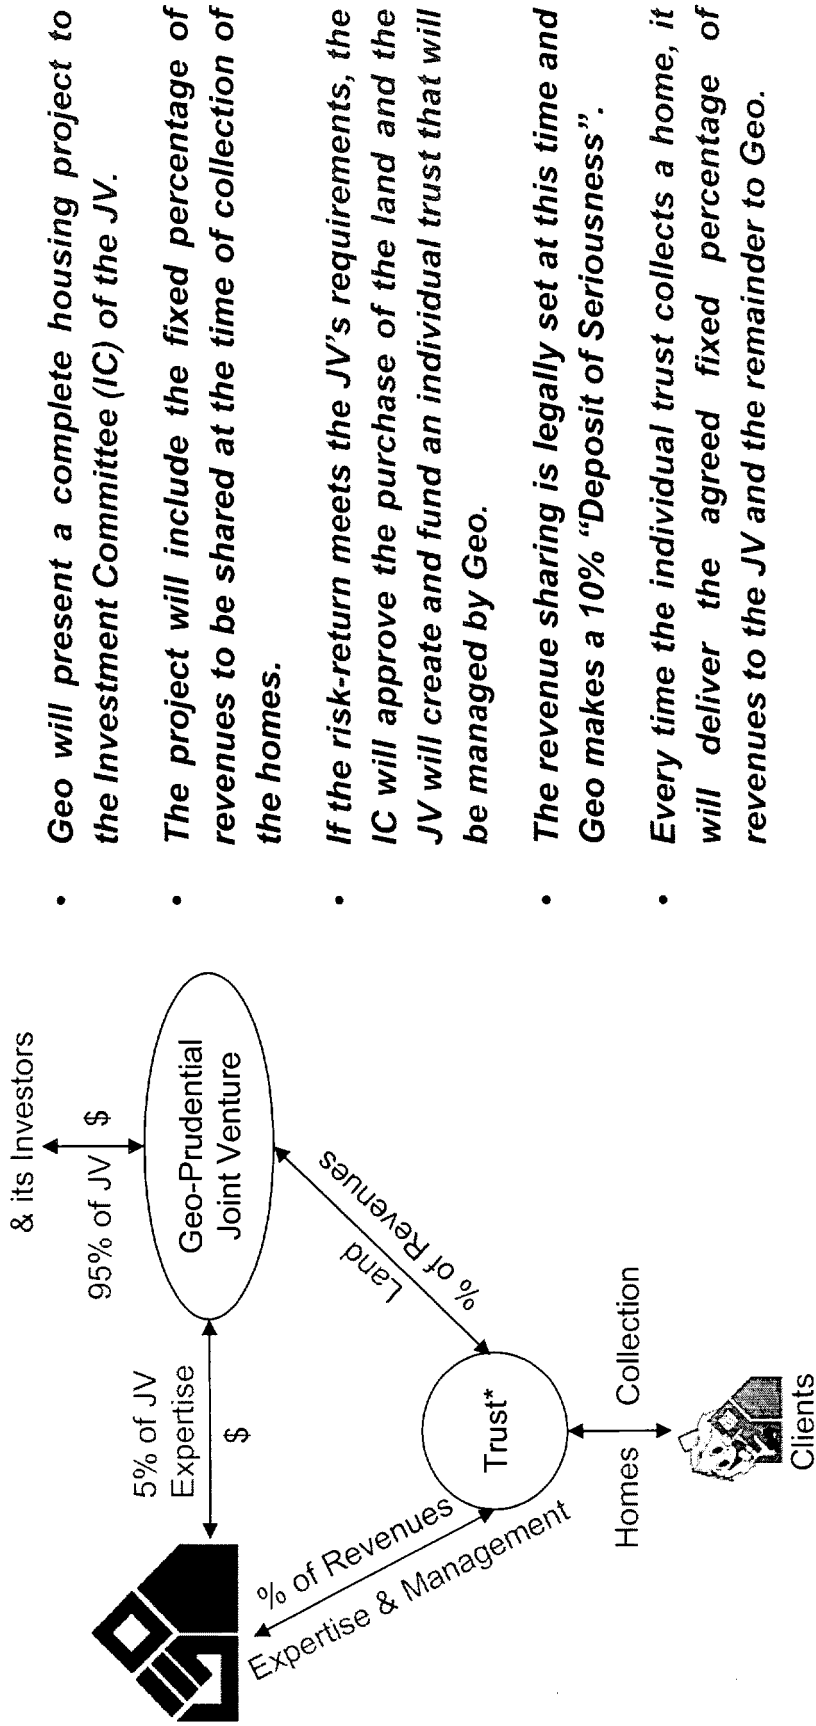 & its Investors
95% of JV $
Geo-Prudential
Joint Venture
5% of JV
Expertise
$
Land
% of Revenues
Trust*
% of Revenues
Expertise & Management
Homes Collection
Clients
• Geo will present a complete housing project to
the Investment Committee (IC) of the JV.
• The project will include the fixed percentage of
revenues to be shared at the time of collection of
the homes.
• If the risk-return meets the JV's requirements, the
IC will approve the purchase of the land and the
JV will create and fund an individual trust that will
be managed by Geo.
• The revenue sharing is legally set at this time and
Geo makes a 10% “Deposit of Seriousness”.
• Every time the individual trust collects a home, it
will deliver the agreed fixed percentage of
revenues to the JV and the remainder to Geo.